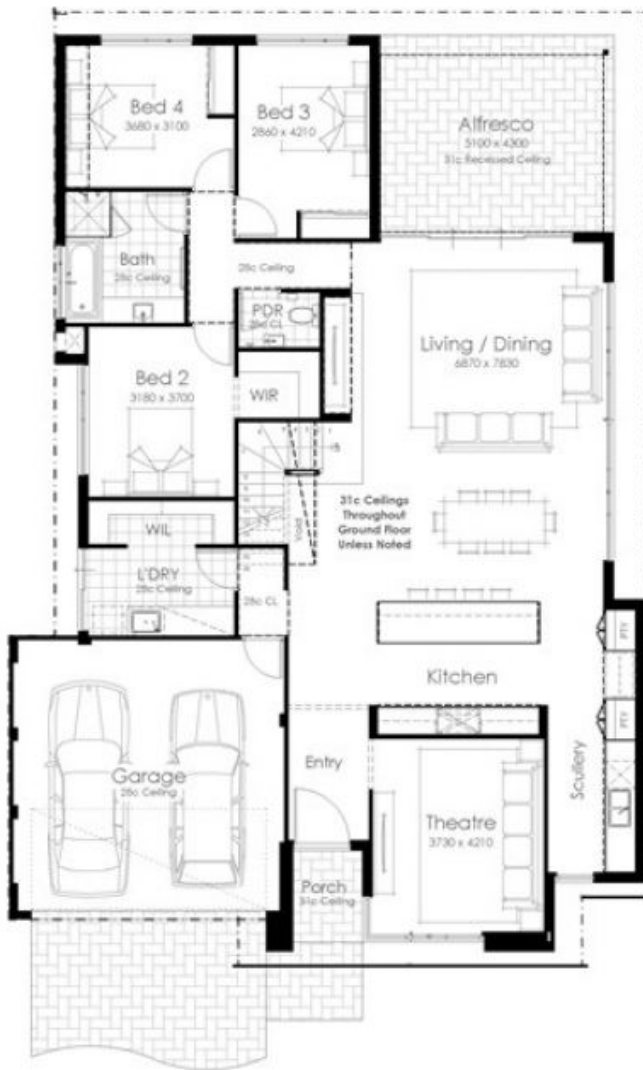 Bed 4
3680 x 3100
Bed 3
2860 x 4210
Alfresco
5100 x 4300
31c Recessed Ceiling
Bath
28c Ceiling
28c Ceiling
PDR
28c CL
Living / Dining
6870 x 7830
Bed 2
3180 x 3700
WIR
31c Ceilings
Throughout
Ground Floor
Unless Noted
Void
WIL
L'DRY
28c Ceiling
28c CL
PTY
Kitchen
PTY
Garage
28c Ceiling
Entry
Scullery
Theatre
3730 x 4210
Porch
31c Ceiling